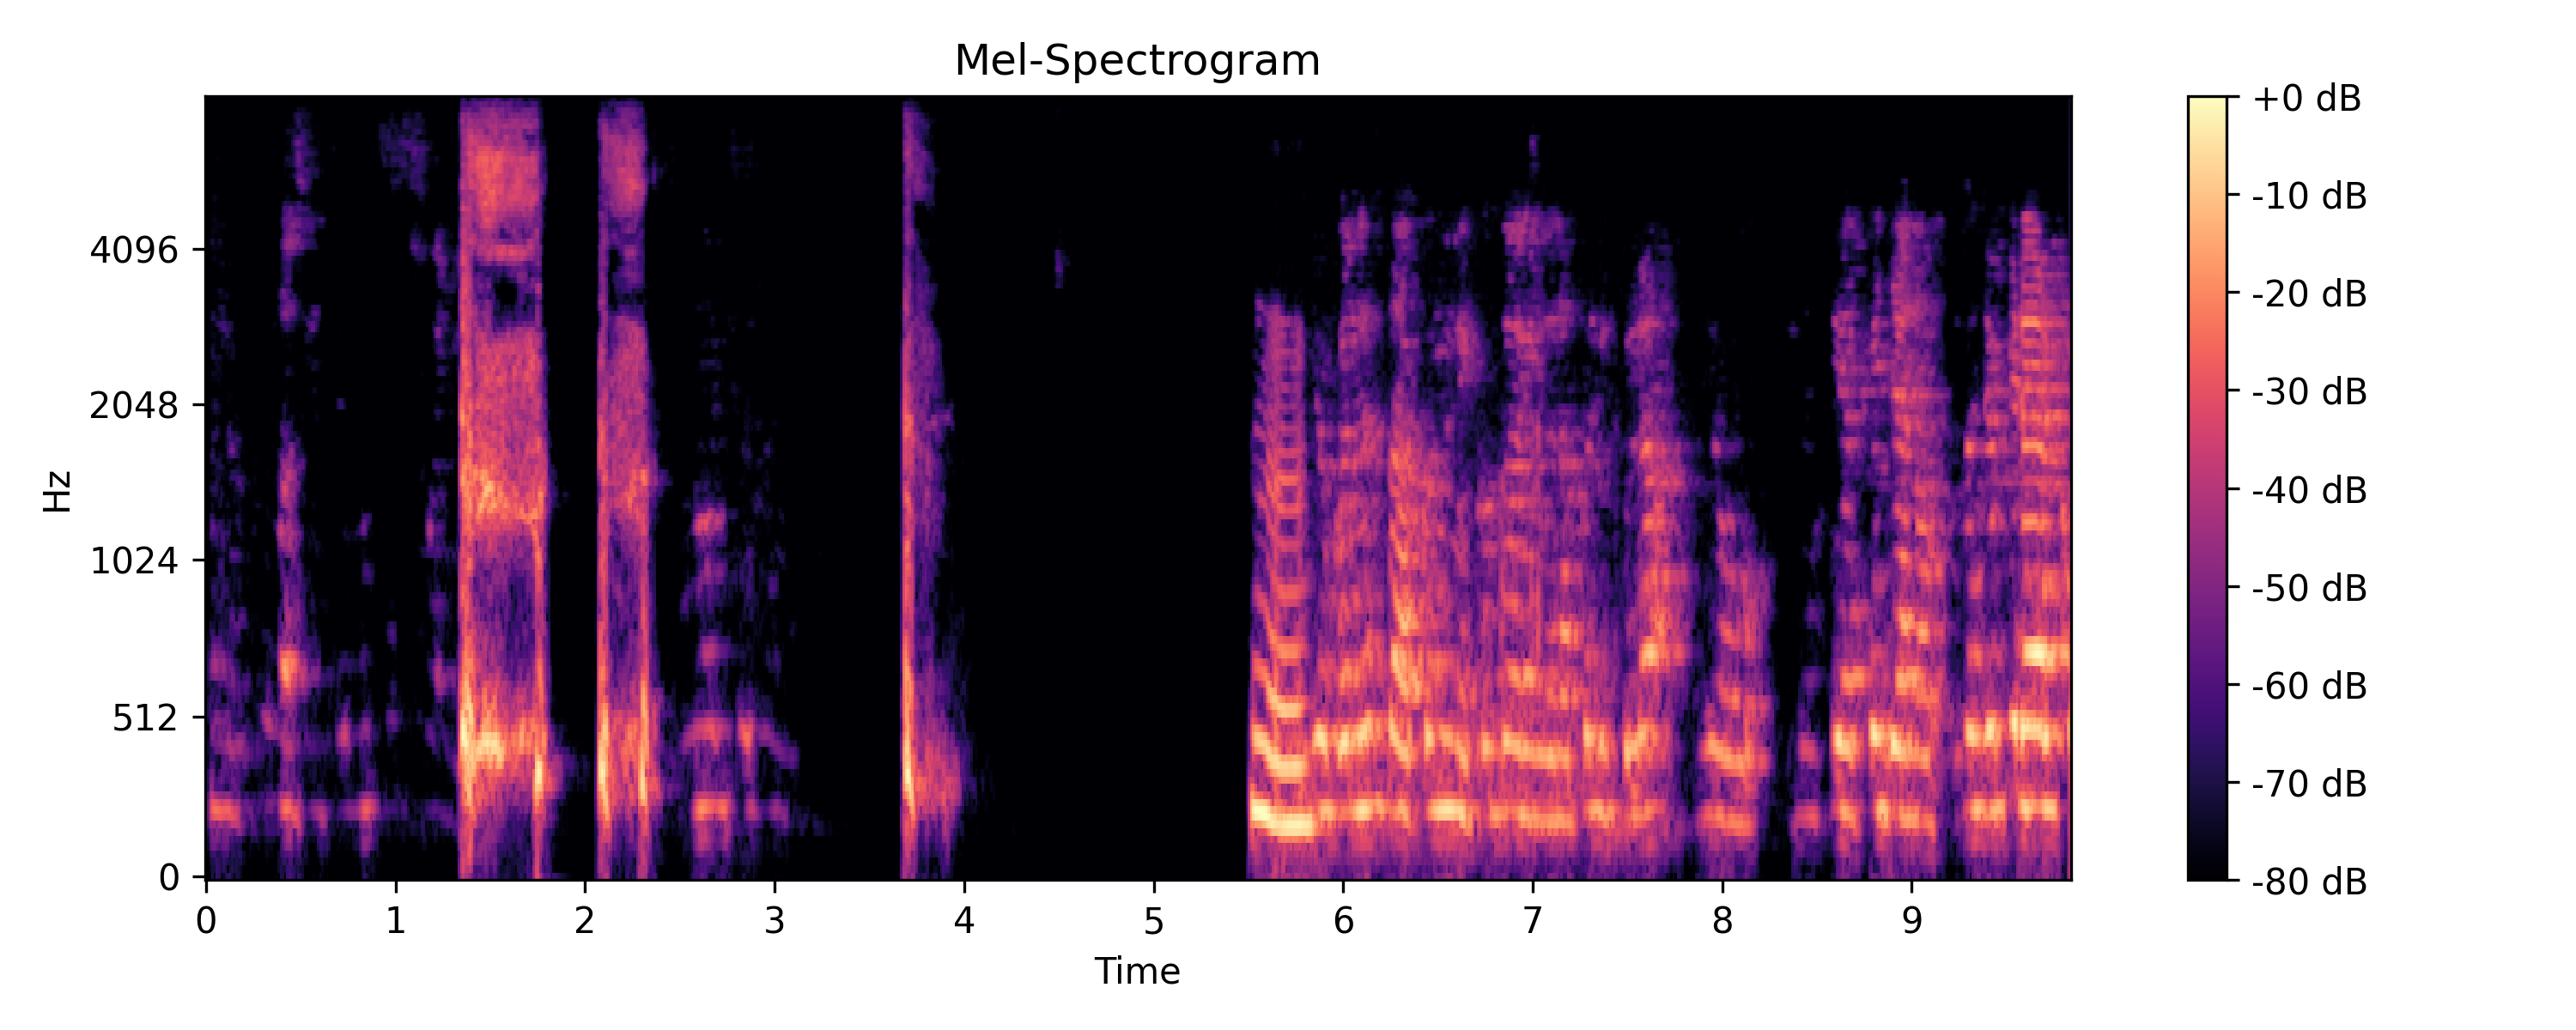 Mel-Spectrogram
+0 dB
-10 dB
-20 dB
-30 dB
-40 dB
-50 dB
-60 dB
-70 dB
-80 dB
Hz
4096
2048
1024
512
0
0 1 2 3 4 5 6 7 8 9
Time